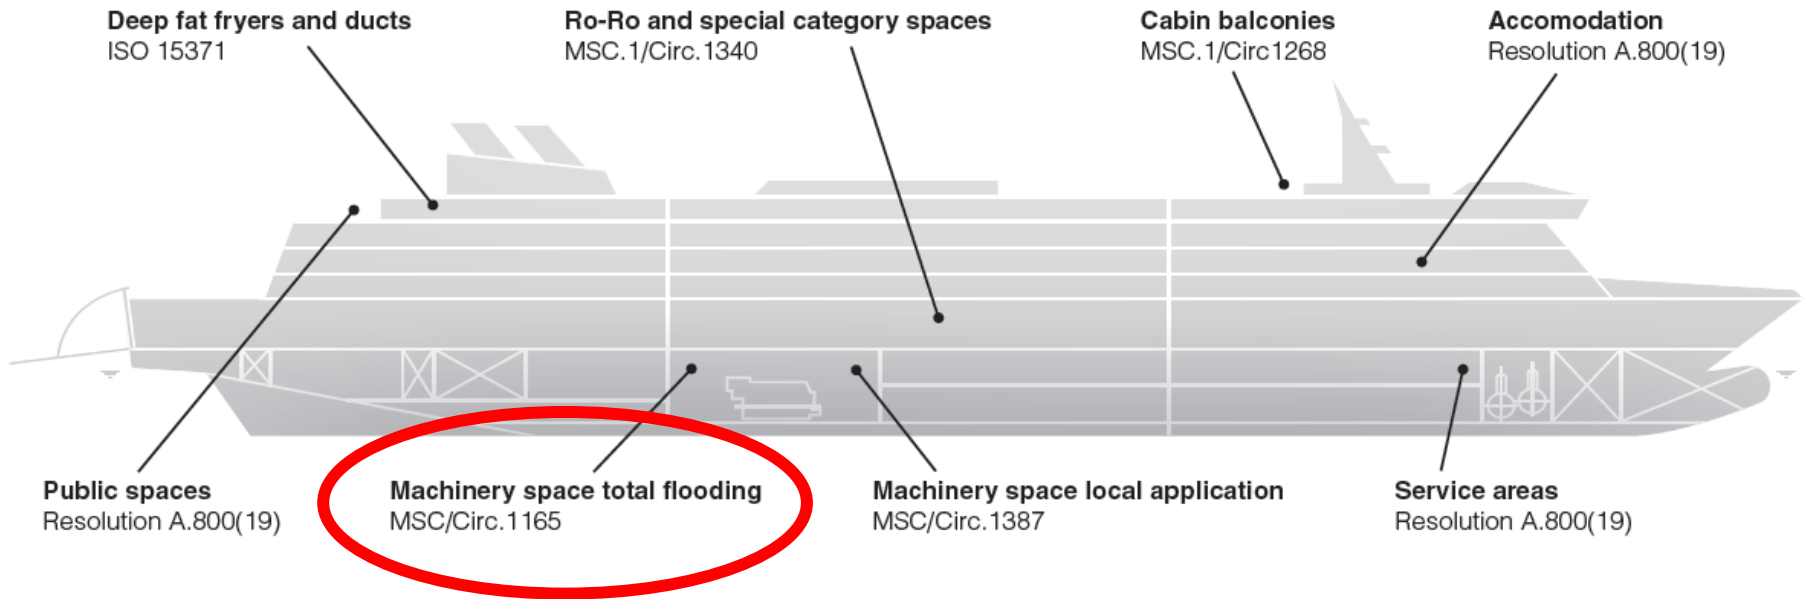 Deep fat fryers and ducts
ISO 15371
Ro-Ro and special category spaces
MSC.1/Circ.1340
Cabin balconies
MSC.1/Circ1268
Accomodation
Resolution A.800(19)
Public spaces
Resolution A.800(19)
Machinery space total flooding
MSC/Circ.1165
Machinery space local application
MSC/Circ.1387
Service areas
Resolution A.800(19)